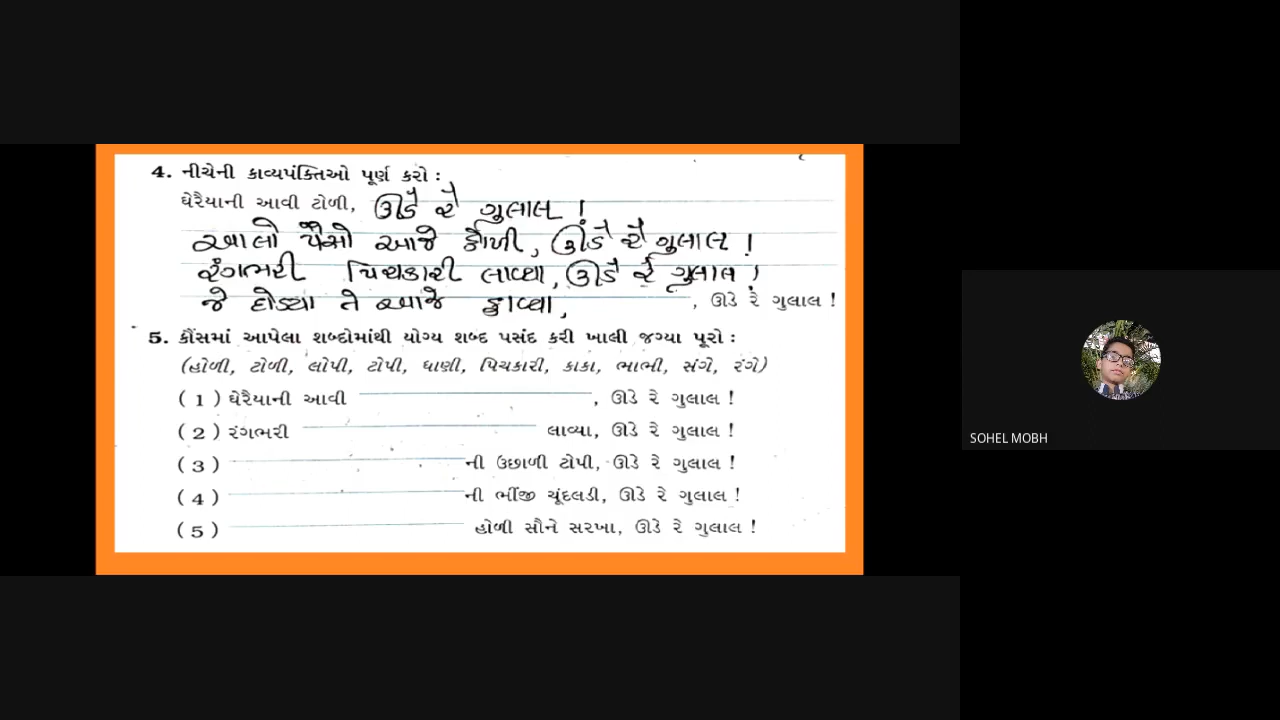 4. નીચેની કાવ્યપંક્તિઓ પૂર્ણ કરો :
ઘેરૈયાની આવી ટોળી, ઊડે રે ગુલાલ !
આલો પૈસો આજે હોળી, ઊડે રે ગુલાલ !
રંગભરી પિચકારી લાવ્યા, ઊડે રે ગુલાલ !
જે દોડ્યા તે આજે ફાવ્યા, , ઊડે રે ગુલાલ !
5. કૌંસમાં આપેલા શબ્દોમાંથી યોગ્ય શબ્દ પસંદ કરી ખાલી જગ્યા પૂરો :
(હોળી, ટોળી, લોપી, ટોપી, ધાણી, પિચકારી, કાકા, ભાભી, સંગે, રંગે)
( 1 ) ઘેરૈયાની આવી , ઊડે રે ગુલાલ !
( 2 ) રંગભરી લાવ્યા, ઊડે રે ગુલાલ !
( 3 ) ની ઉછાળી ટોપી, ઊડે રે ગુલાલ !
( 4 ) ની ભીંજી ચૂંદલડી, ઊડે રે ગુલાલ !
( 5 ) હોળી સૌને સરખા, ઊડે રે ગુલાલ !
SOHEL MOBH